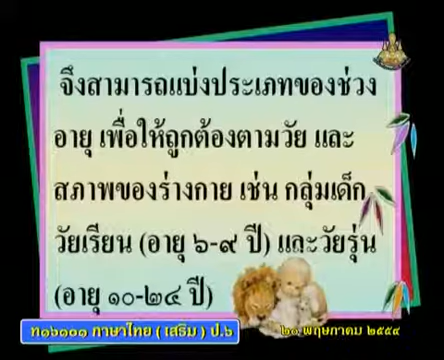 จึงสามารถแบ่งประเภทของช่วง
อายุ เพื่อให้ถูกต้องตามวัย และ
สภาพของร่างกาย เช่น กลุ่มเด็ก
วัยเรียน (อายุ ๖-๙ ปี) และวัยรุ่น
(อายุ ๑๐-๒๔ ปี)
ท๑๖๑๐๑ ภาษาไทย ( เสริม ) ป.๖
๒๐ พฤษภาคม ๒๕๕๔